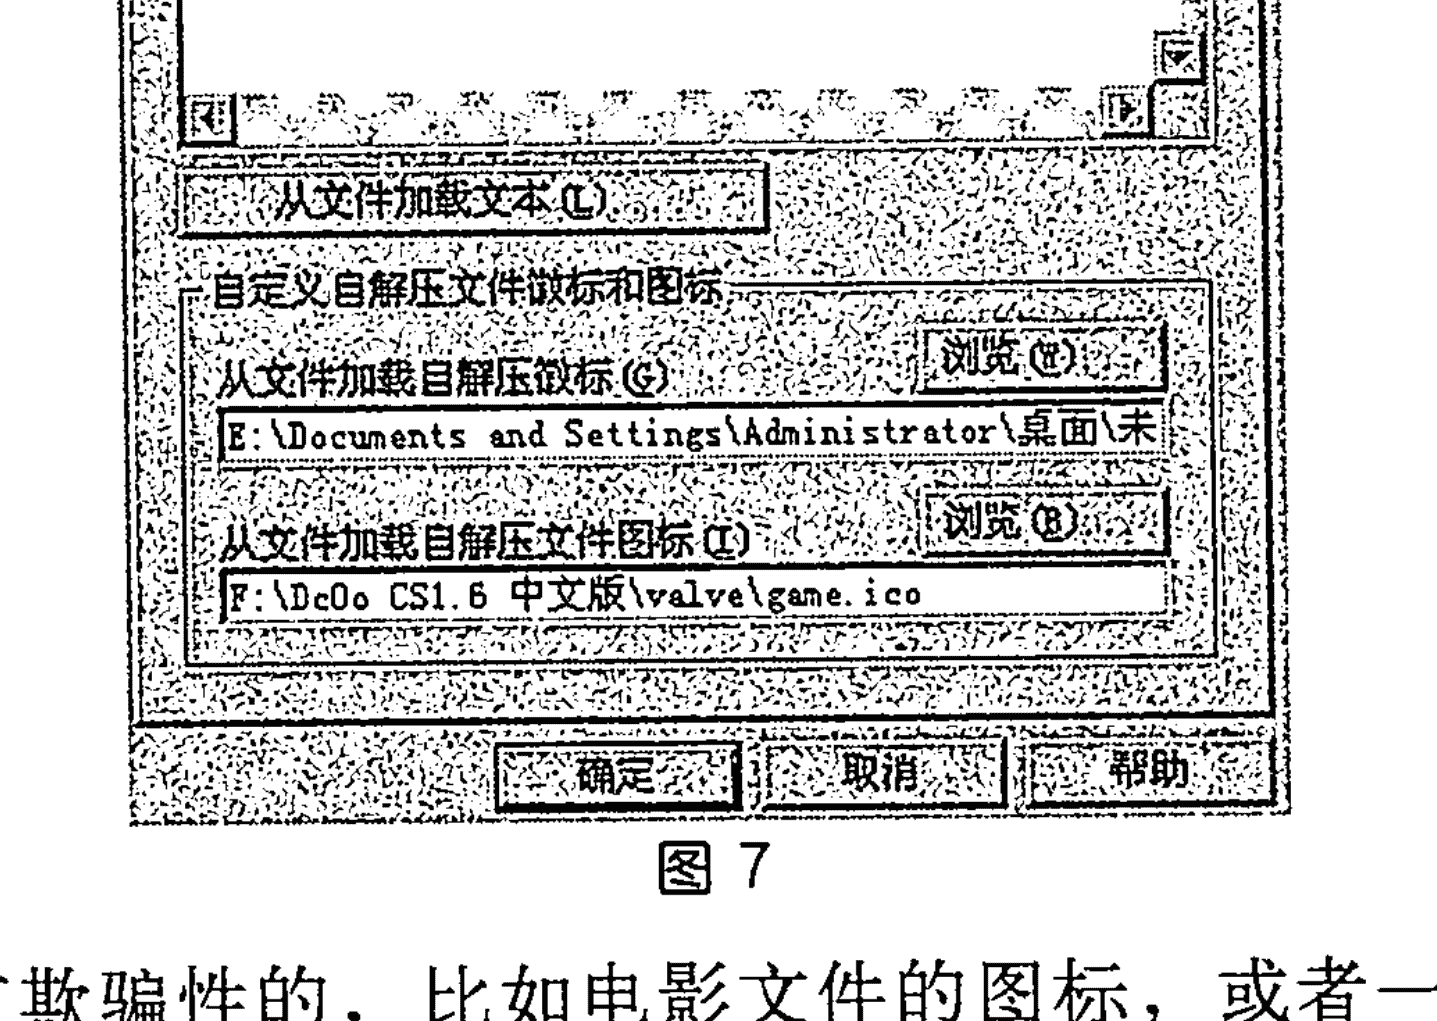 从文件加载文本(L)
自定义自解压文件徽标和图标
从文件加载自解压徽标(G)
浏览(W)
E:\Documents and Settings\Administrator\桌面\未
从文件加载自解压文件图标(I)
浏览(B)
F:\DcOo CS1.6 中文版\valve\game.ico
确定 取消 帮助
图 7
欺骗性的，比如电影文件的图标，或者一